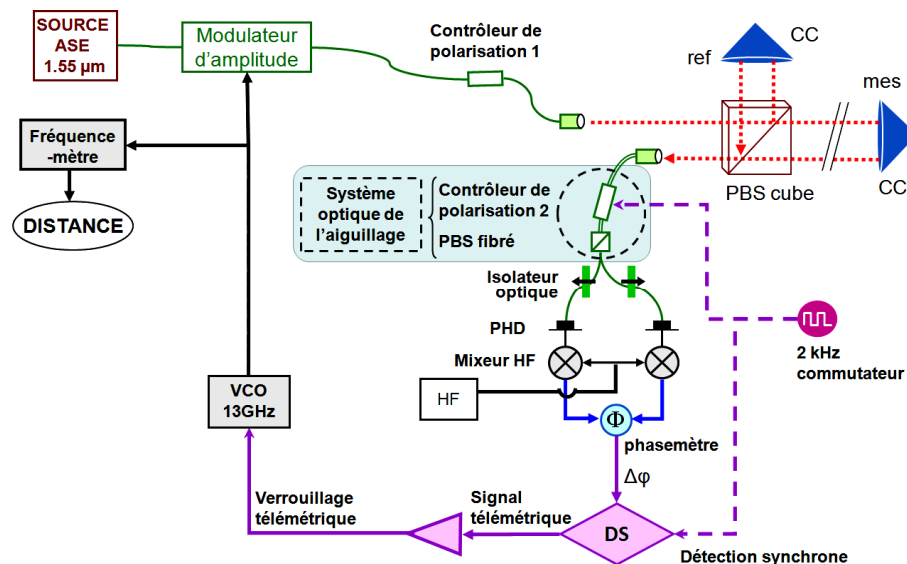 SOURCE
ASE
1.55 µm
Modulateur
d'amplitude
Contrôleur de
polarisation 1
ref
CC
mes
CC
PBS cube
Fréquence
-mètre
DISTANCE
Système
optique de
l'aiguillage
Contrôleur de
polarisation 2
PBS fibré
Isolateur
optique
PHD
Mixeur HF
HF
2 kHz
commutateur
VCO
13GHz
Φ
phasemètre
Δφ
Verrouillage
télémétrique
Signal
télémétrique
DS
Détection synchrone